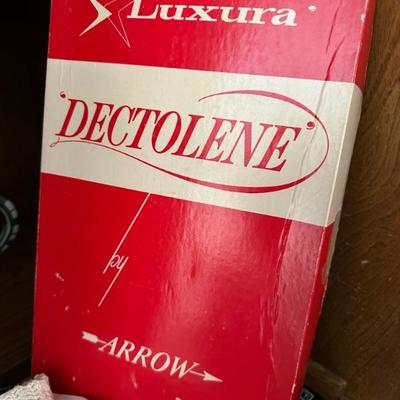 Luxura'
'DECTOLENE'
by
ARROW